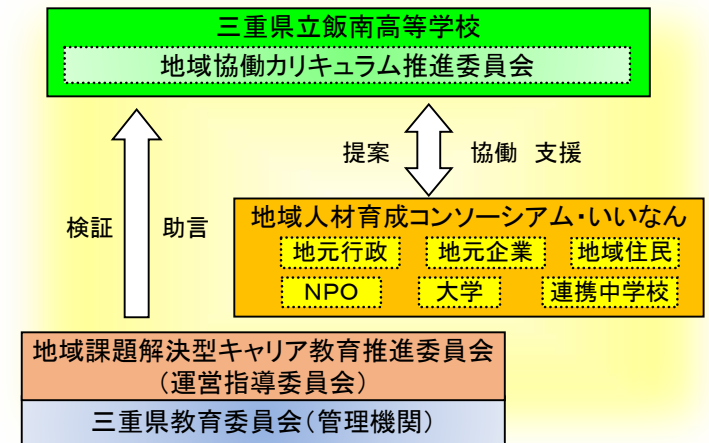 三重県立飯南高等学校
地域協働カリキュラム推進委員会
提案 協働 支援
検証 助言
地域人材育成コンソーシアム・いいなん
地元行政 地元企業 地域住民
NPO 大学 連携中学校
地域課題解決型キャリア教育推進委員会
(運営指導委員会)
三重県教育委員会(管理機関)